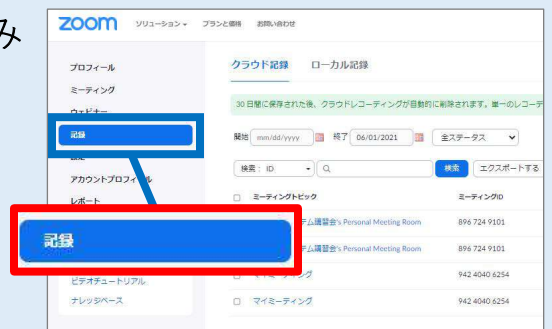 み
zoom ソリューション プランと価格 お問い合わせ
プロフィール
ミーティング
ウェビナー
記録
アカウントプロフィール
レポート
記録
ビデオチュートリアル
ナレッジベース
クラウド記録 ローカル記録
30 日間に保存された後、クラウドレコーディングが自動的に削除されます。単一のレコーデ
開始 mm/dd/yyyy 終了 06/01/2021 全ステータス
検索： ID 検索 エクスポートする
ミーティングトピック ミーティングID
テム講習会's Personal Meeting Room 896 724 9101
テム講習会's Personal Meeting Room 896 724 9101
マイミーティング 942 4040 6254
マイミーティング 942 4040 6254